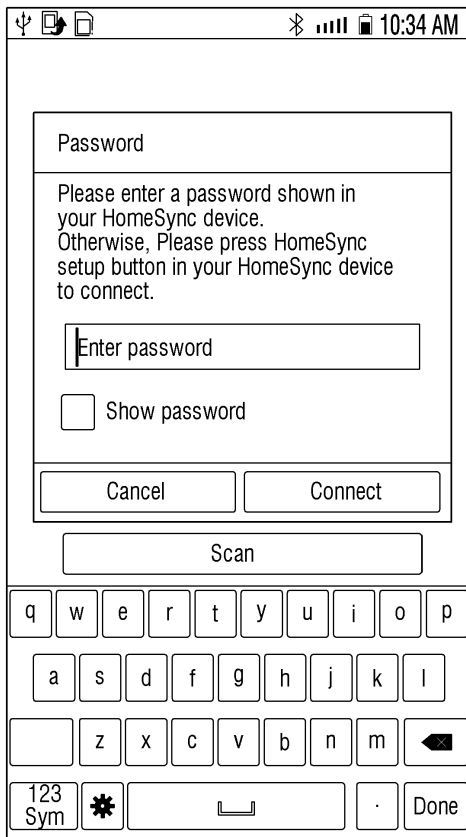 10:34 AM
Password
Please enter a password shown in
your HomeSync device.
Otherwise, Please press HomeSync
setup button in your HomeSync device
to connect.
Enter password
Show password
Cancel Connect
Scan
q w e r t y u i o p
a s d f g h j k l
z x c v b n m
123
Sym . Done